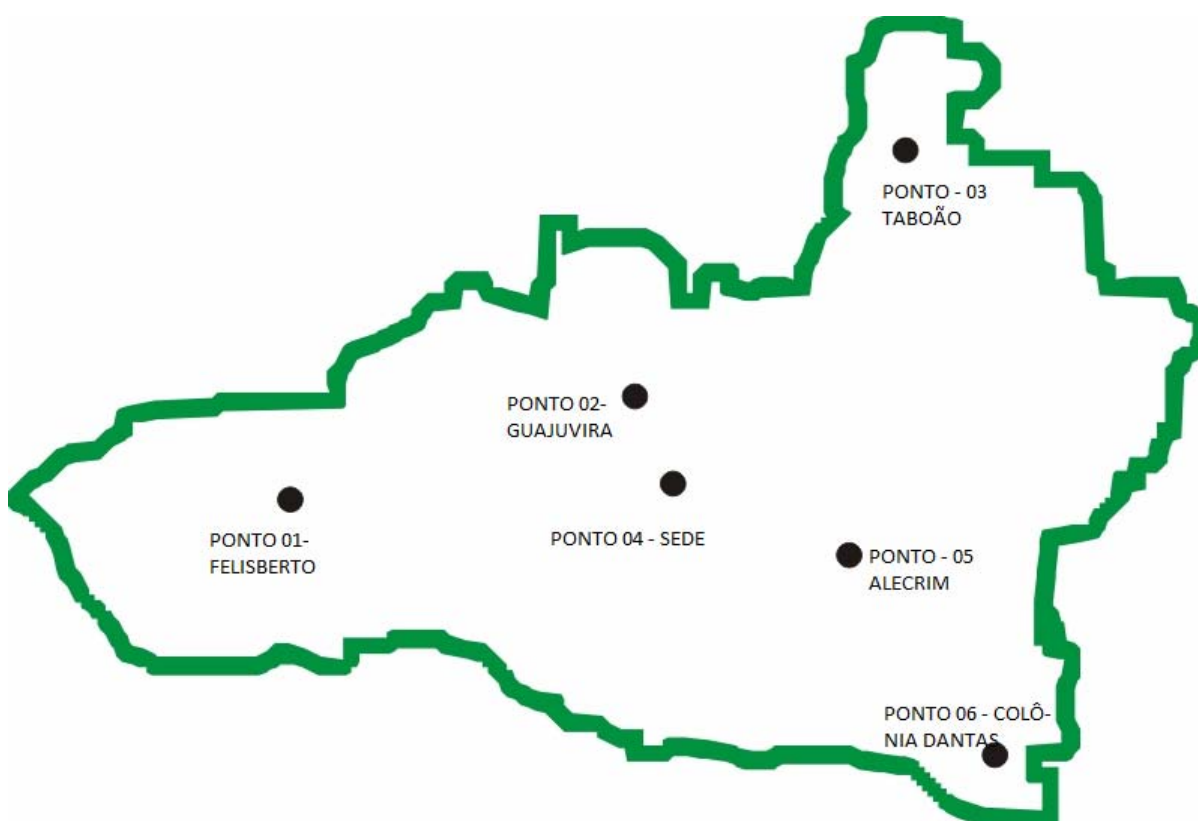 PONTO - 03
TABOÃO
PONTO 02-
GUAJUVIRA
PONTO 01-
FELISBERTO
PONTO 04 - SEDE
PONTO - 05
ALECRIM
PONTO 06 - COLÔ-
NIA DANTAS